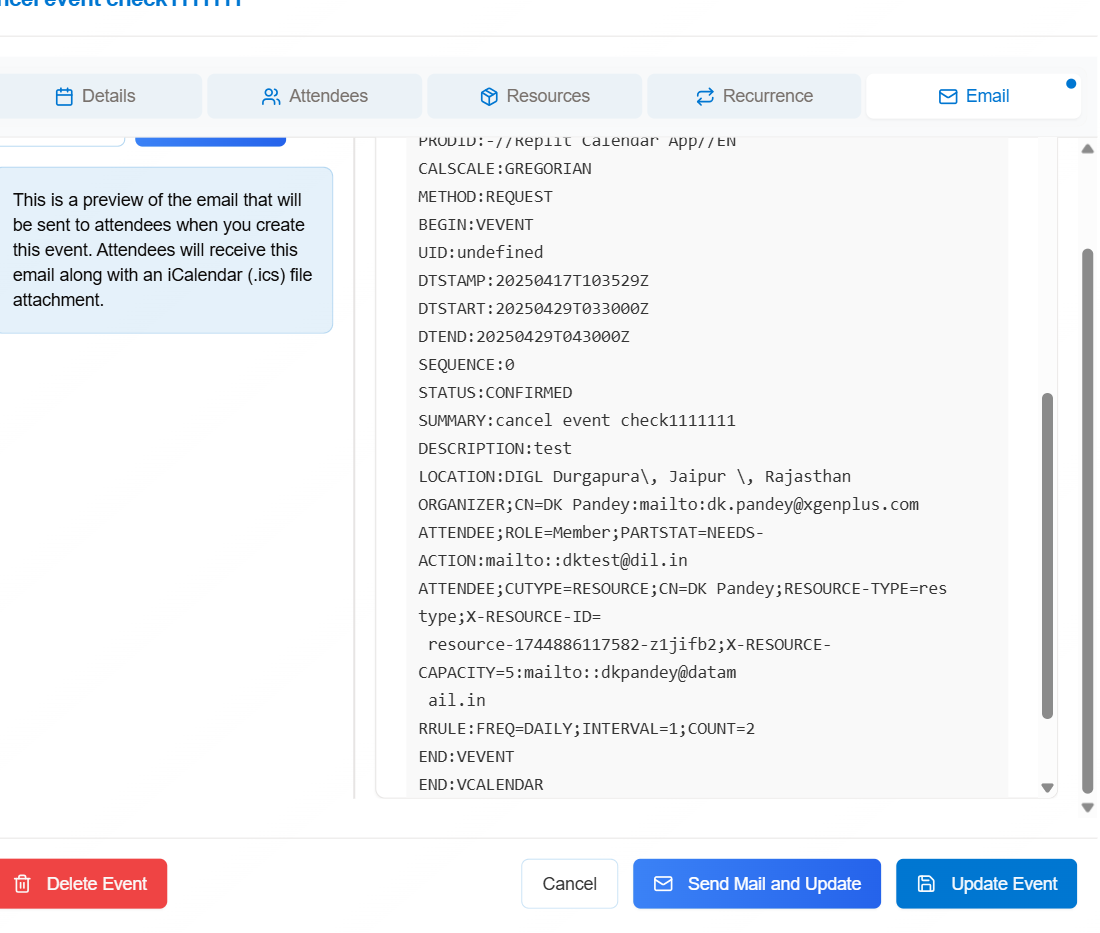 ncel event check1111111
Details
Attendees
Resources
Recurrence
Email
This is a preview of the email that will
be sent to attendees when you create
this event. Attendees will receive this
email along with an iCalendar (.ics) file
attachment.
PRODID:-//Replit Calendar App//EN
CALSCALE:GREGORIAN
METHOD:REQUEST
BEGIN:VEVENT
UID:undefined
DTSTAMP:20250417T103529Z
DTSTART:20250429T033000Z
DTEND:20250429T043000Z
SEQUENCE:0
STATUS:CONFIRMED
SUMMARY:cancel event check1111111
DESCRIPTION:test
LOCATION:DIGL Durgapura\, Jaipur \, Rajasthan
ORGANIZER;CN=DK Pandey:mailto:dk.pandey@xgenplus.com
ATTENDEE;ROLE=Member;PARTSTAT=NEEDS-
ACTION:mailto::dktest@dil.in
ATTENDEE;CUTYPE=RESOURCE;CN=DK Pandey;RESOURCE-TYPE=res
type;X-RESOURCE-ID=
resource-1744886117582-z1jifb2;X-RESOURCE-
CAPACITY=5:mailto::dkpandey@datam
ail.in
RRULE:FREQ=DAILY;INTERVAL=1;COUNT=2
END:VEVENT
END:VCALENDAR
Delete Event
Cancel
Send Mail and Update
Update Event